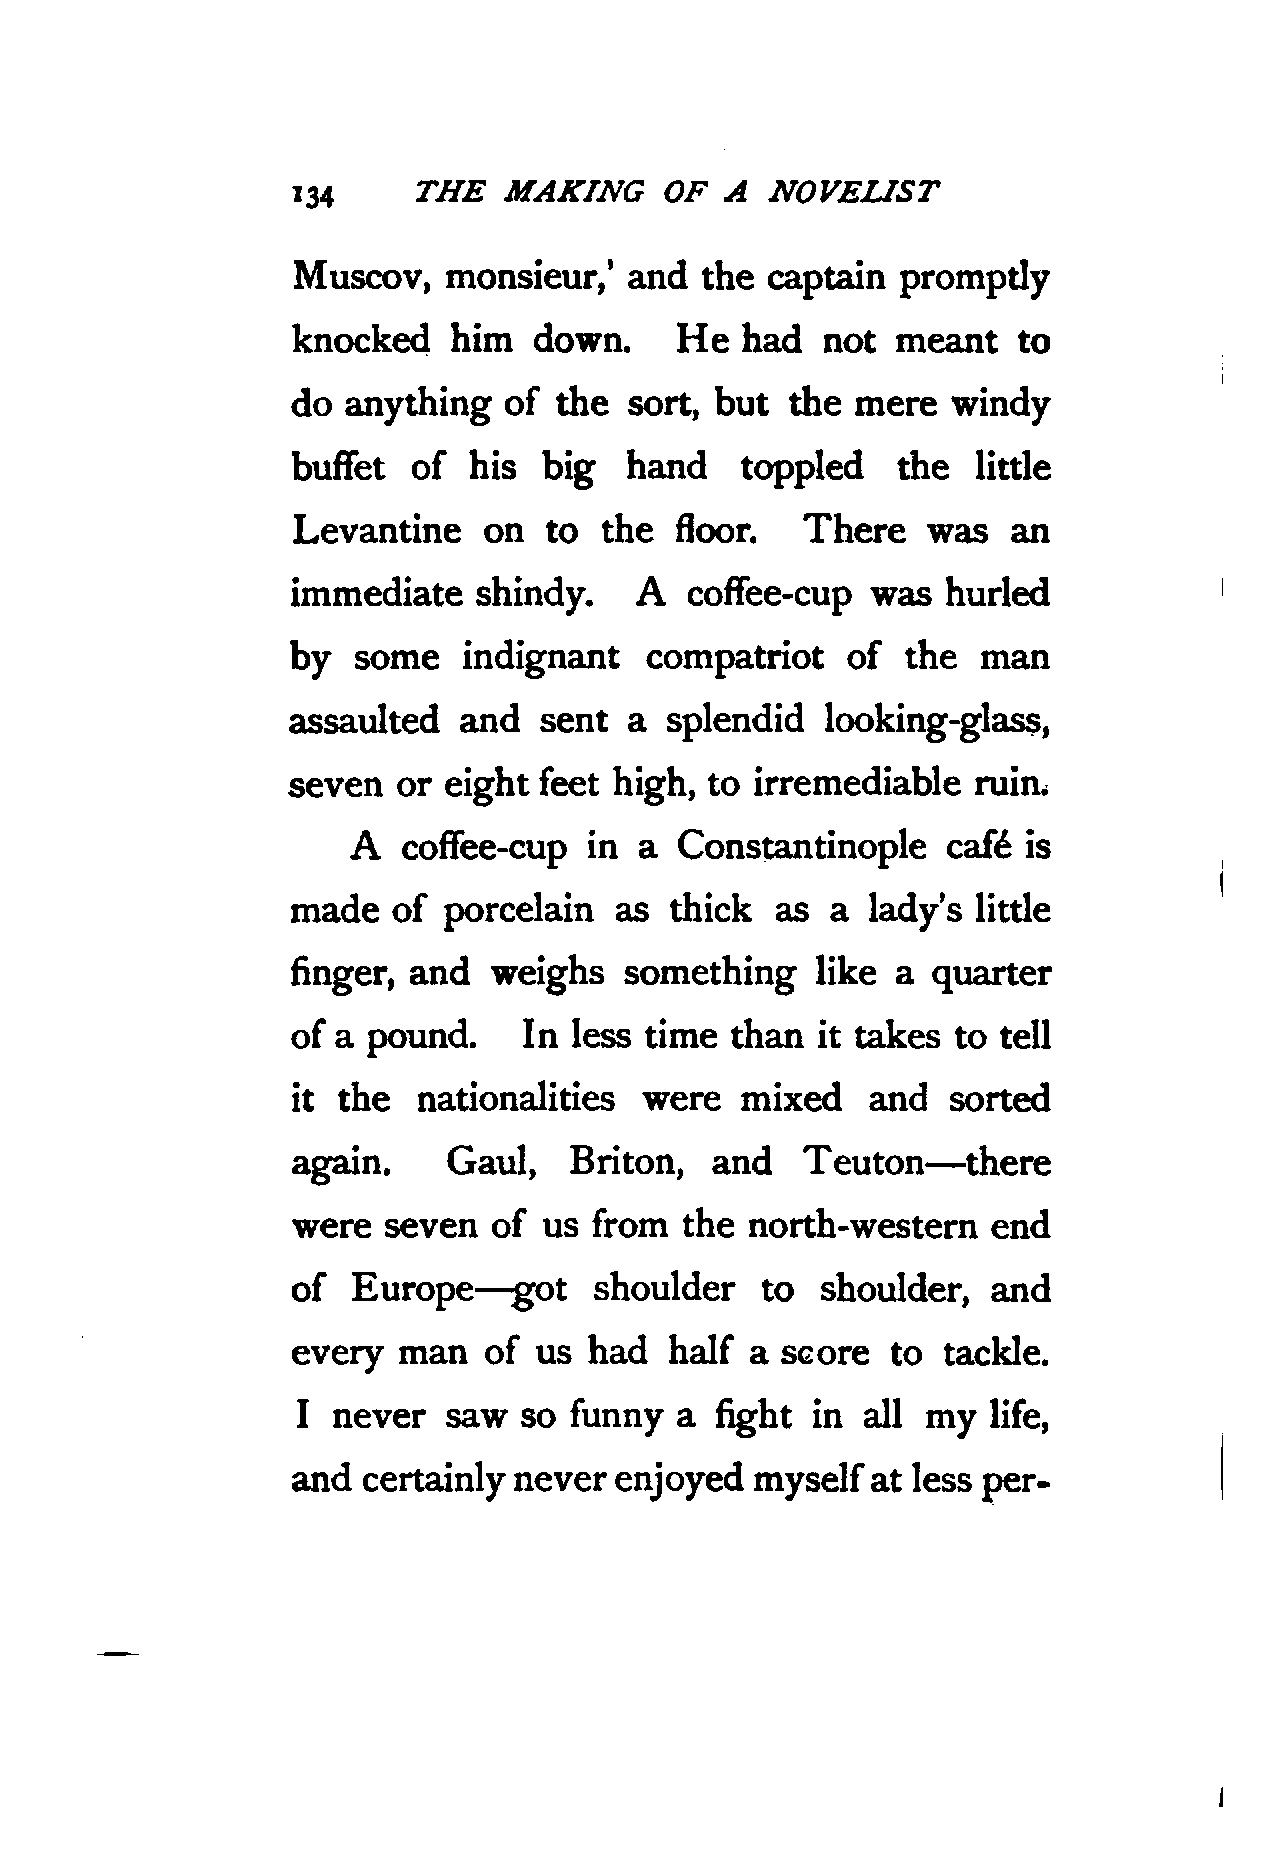 134 THE MAKING OF A NOVELIST
Muscov, monsieur,' and the captain promptly
knocked him down. He had not meant to
do anything of the sort, but the mere windy
buffet of his big hand toppled the little
Levantine on to the floor. There was an
immediate shindy. A coffee-cup was hurled
by some indignant compatriot of the man
assaulted and sent a splendid looking-glass,
seven or eight feet high, to irremediable ruin.
A coffee-cup in a Constantinople café is
made of porcelain as thick as a lady's little
finger, and weighs something like a quarter
of a pound. In less time than it takes to tell
it the nationalities were mixed and sorted
again. Gaul, Briton, and Teuton—there
were seven of us from the north-western end
of Europe—got shoulder to shoulder, and
every man of us had half a score to tackle.
I never saw so funny a fight in all my life,
and certainly never enjoyed myself at less per-